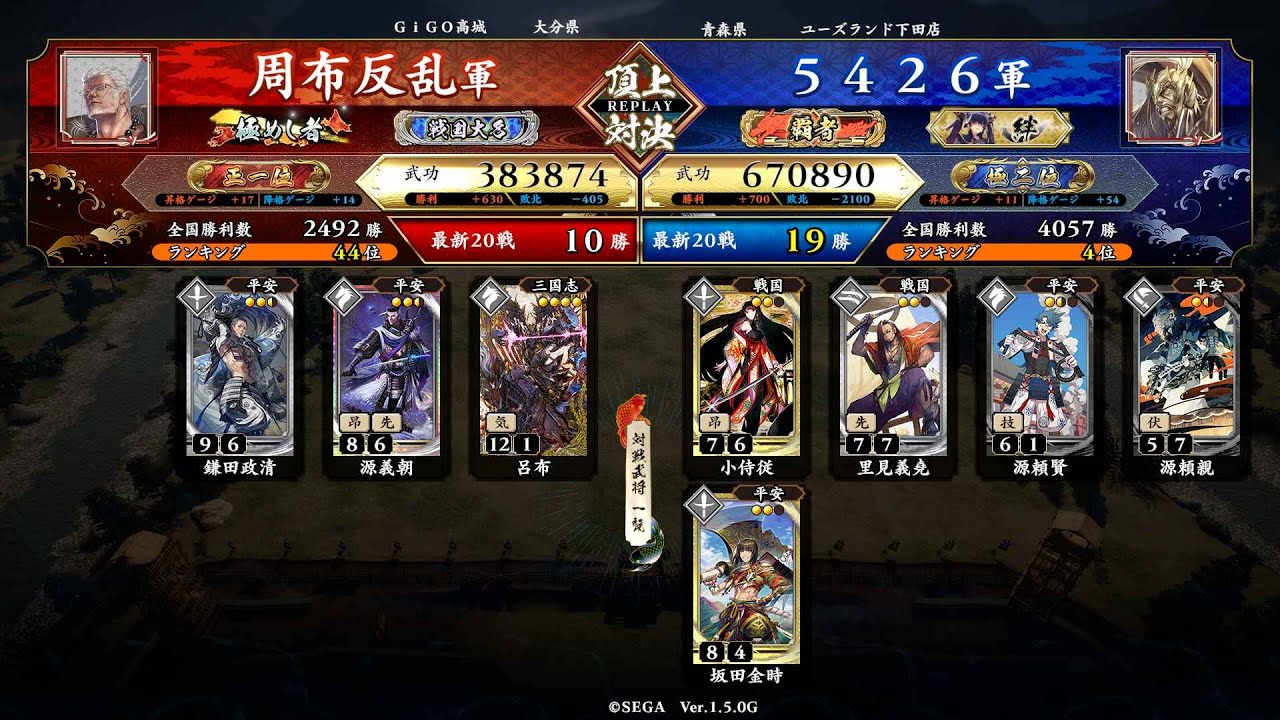 GiGO高城 大分県 青森県 ユーズランド下田店
周布反乱軍 頂上 REPLAY 対決 5426軍
極めし者 戦国大名 覇者 絆
正一位 武功 383874 武功 670890 極二位
昇格ゲージ +17 降格ゲージ +14 勝利 +630 敗北 -405 勝利 +700 敗北 -2100 昇格ゲージ +11 降格ゲージ +54
全国勝利数 2492勝 最新20戦 10勝 最新20戦 19勝 全国勝利数 4057勝
ランキング 44位 ランキング 4位
平安 平安 三国志 戦国 戦国 平安 平安
昂 先 気 昂 先 技 伏
9 6 8 6 12 1 7 6 7 7 6 1 5 7
鎌田政清 源義朝 呂布 小侍従 里見義堯 源頼賢 源頼親
対戦武将一覧
平安
8 4
坂田金時
©SEGA Ver.1.5.0G